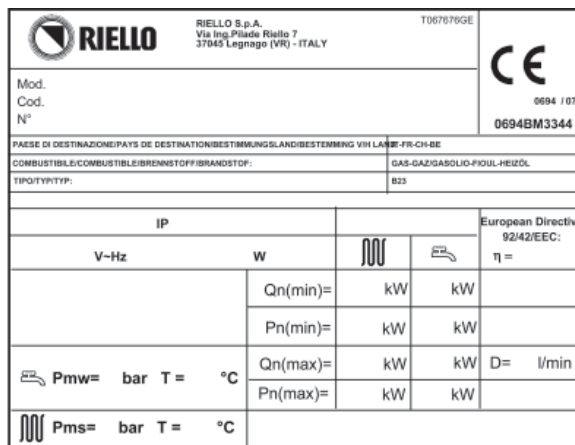 RIELLO
RIELLO S.p.A.
Via Ing.Pilade Riello 7
37045 Legnago (VR) - ITALY
T067676GE
CE
Mod.
Cod.
N°
0694 / 07
0694BM3344
PAESE DI DESTINAZIONE/PAYS DE DESTINATION/BESTIMMUNGSLAND/BESTEMMING V/H LAND: IT-FR-CH-BE
COMBUSTIBILE/COMBUSTIBLE/BRENNSTOFF/BRANDSTOF: GAS-GAZ/GASOLIO-FIOUL-HEIZÖL
TIPO/TYP/TYP: B23
IP
European Directiv
92/42/EEC:
V~Hz W η =
Qn(min)= kW kW
Pn(min)= kW kW
Qn(max)= kW kW D= l/min
Pmw= bar T = °C
Pn(max)= kW kW
Pms= bar T = °C